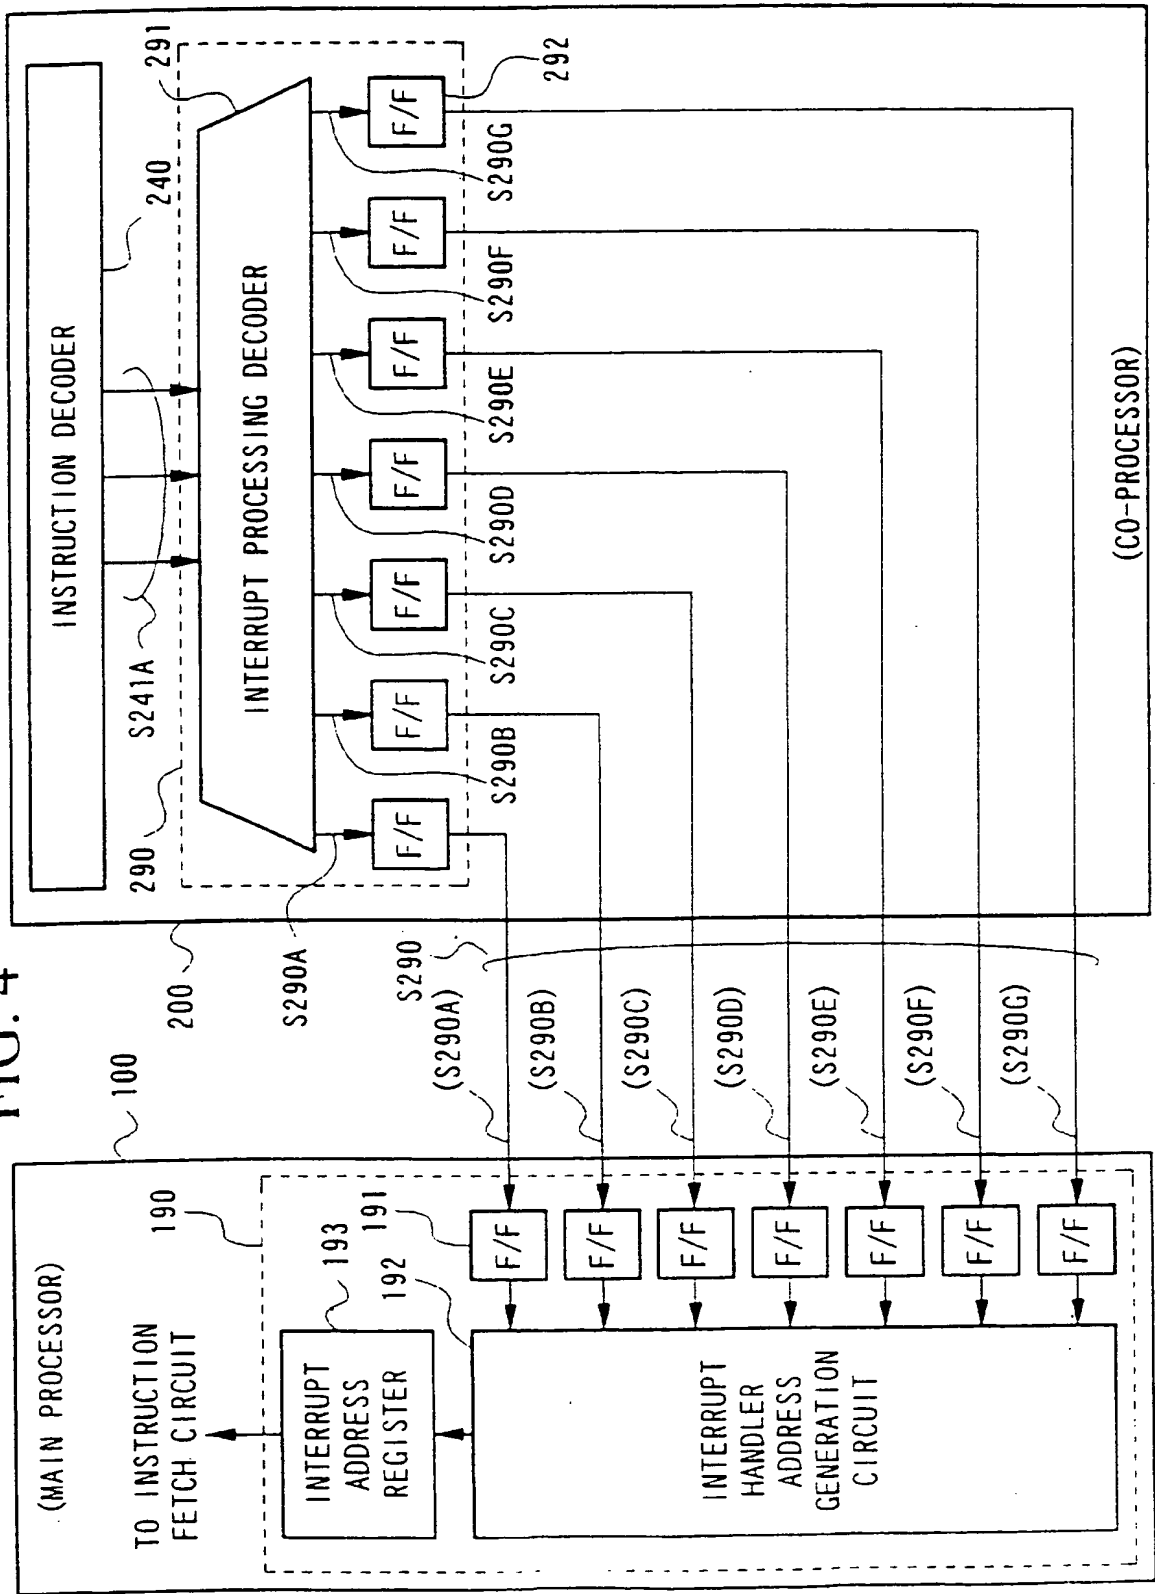 FIG. 4
(MAIN PROCESSOR)
100
TO INSTRUCTION
FETCH CIRCUIT
190
193
INTERRUPT
ADDRESS
REGISTER
192
191
INTERRUPT
HANDLER
ADDRESS
GENERATION
CIRCUIT
F/F
F/F
F/F
F/F
F/F
F/F
F/F
(S290A)
(S290B)
(S290C)
(S290D)
(S290E)
(S290F)
(S290G)
S290
200
INSTRUCTION DECODER
240
S241A
290
291
INTERRUPT PROCESSING DECODER
S290A
F/F
F/F
F/F
F/F
F/F
F/F
F/F
292
S290B
S290C
S290D
S290E
S290F
S290G
(CO-PROCESSOR)